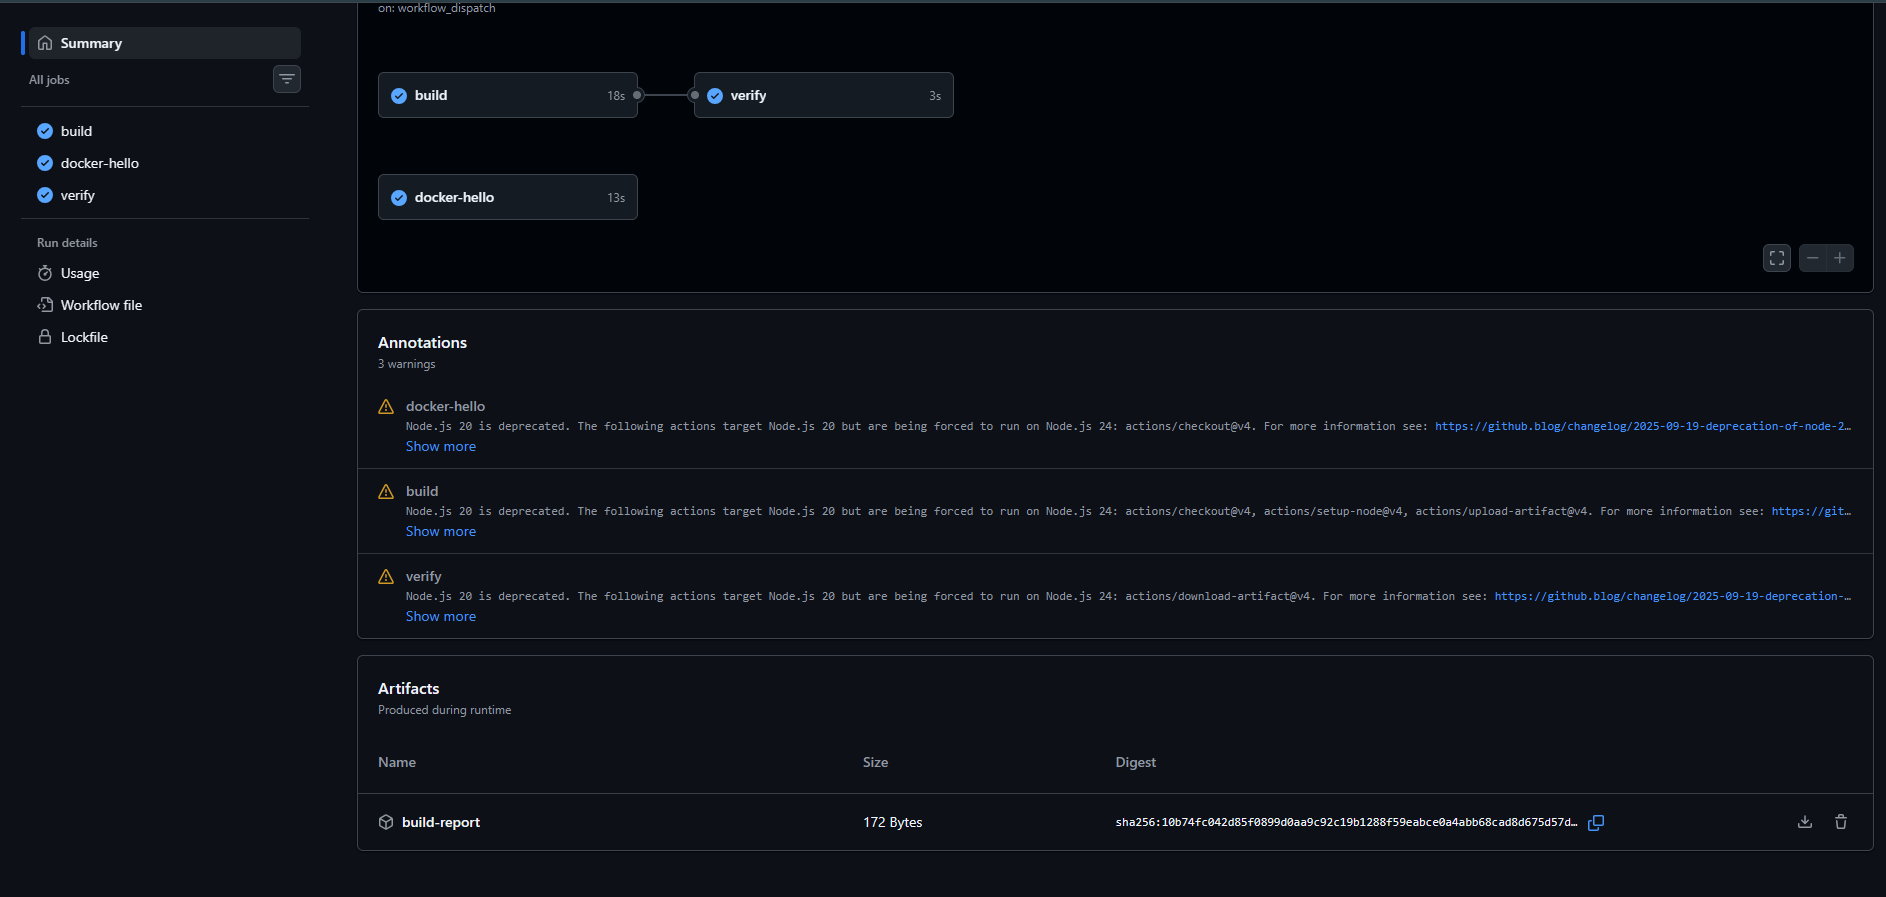 on: workflow_dispatch
Summary
All jobs
build
docker-hello
verify
Run details
Usage
Workflow file
Lockfile
build 18s
verify 3s
docker-hello 13s
Annotations
3 warnings
docker-hello
Node.js 20 is deprecated. The following actions target Node.js 20 but are being forced to run on Node.js 24: actions/checkout@v4. For more information see: https://github.blog/changelog/2025-09-19-deprecation-of-node-2…
Show more
build
Node.js 20 is deprecated. The following actions target Node.js 20 but are being forced to run on Node.js 24: actions/checkout@v4, actions/setup-node@v4, actions/upload-artifact@v4. For more information see: https://git…
Show more
verify
Node.js 20 is deprecated. The following actions target Node.js 20 but are being forced to run on Node.js 24: actions/download-artifact@v4. For more information see: https://github.blog/changelog/2025-09-19-deprecation-…
Show more
Artifacts
Produced during runtime
Name Size Digest
build-report 172 Bytes sha256:10b74fc042d85f0899d0aa9c92c19b1288f59eabce0a4abb68cad8d675d57d…